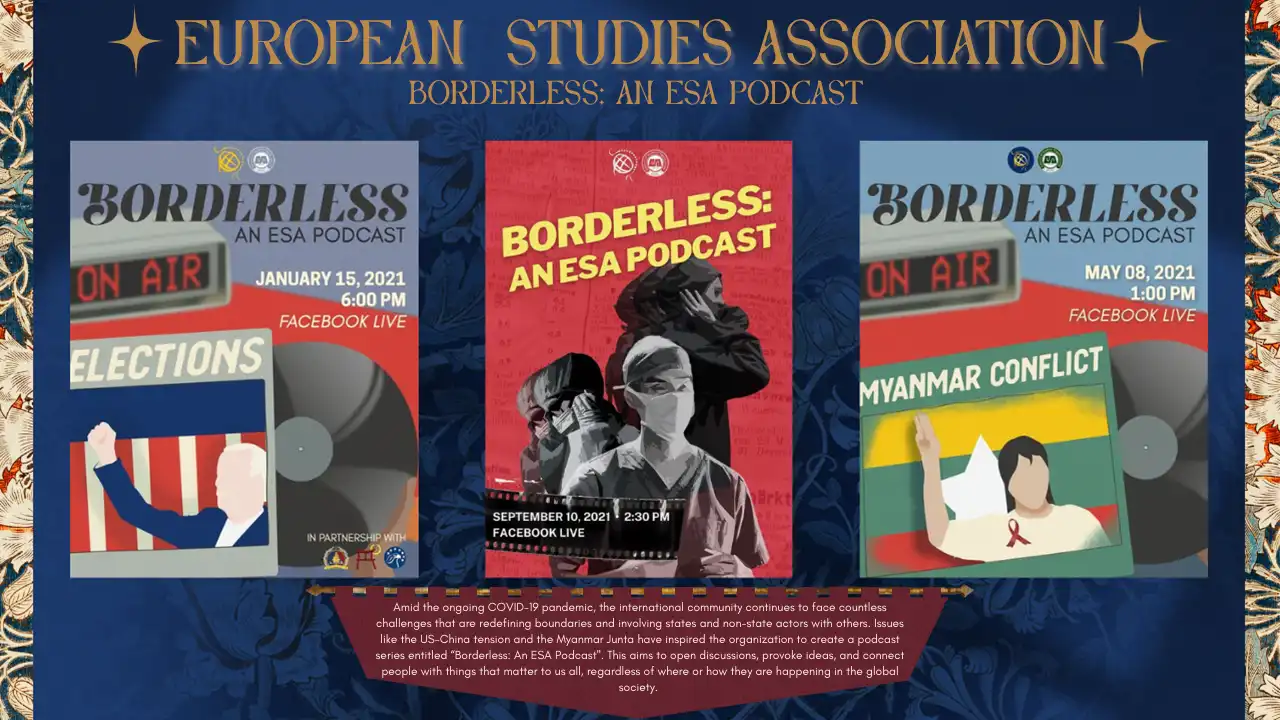 EUROPEAN STUDIES ASSOCIATION
BORDERLESS: AN ESA PODCAST
BORDERLESS
AN ESA PODCAST
ON AIR
JANUARY 15, 2021
6:00 PM
FACEBOOK LIVE
ELECTIONS
IN PARTNERSHIP WITH
BORDERLESS:
AN ESA PODCAST
SEPTEMBER 10, 2021 • 2:30 PM
FACEBOOK LIVE
BORDERLESS
AN ESA PODCAST
ON AIR
MAY 08, 2021
1:00 PM
FACEBOOK LIVE
MYANMAR CONFLICT
Amid the ongoing COVID-19 pandemic, the international community continues to face countless
challenges that are redefining boundaries and involving states and non-state actors with others. Issues
like the US-China tension and the Myanmar Junta have inspired the organization to create a podcast
series entitled “Borderless: An ESA Podcast”. This aims to open discussions, provoke ideas, and connect
people with things that matter to us all, regardless of where or how they are happening in the global
society.